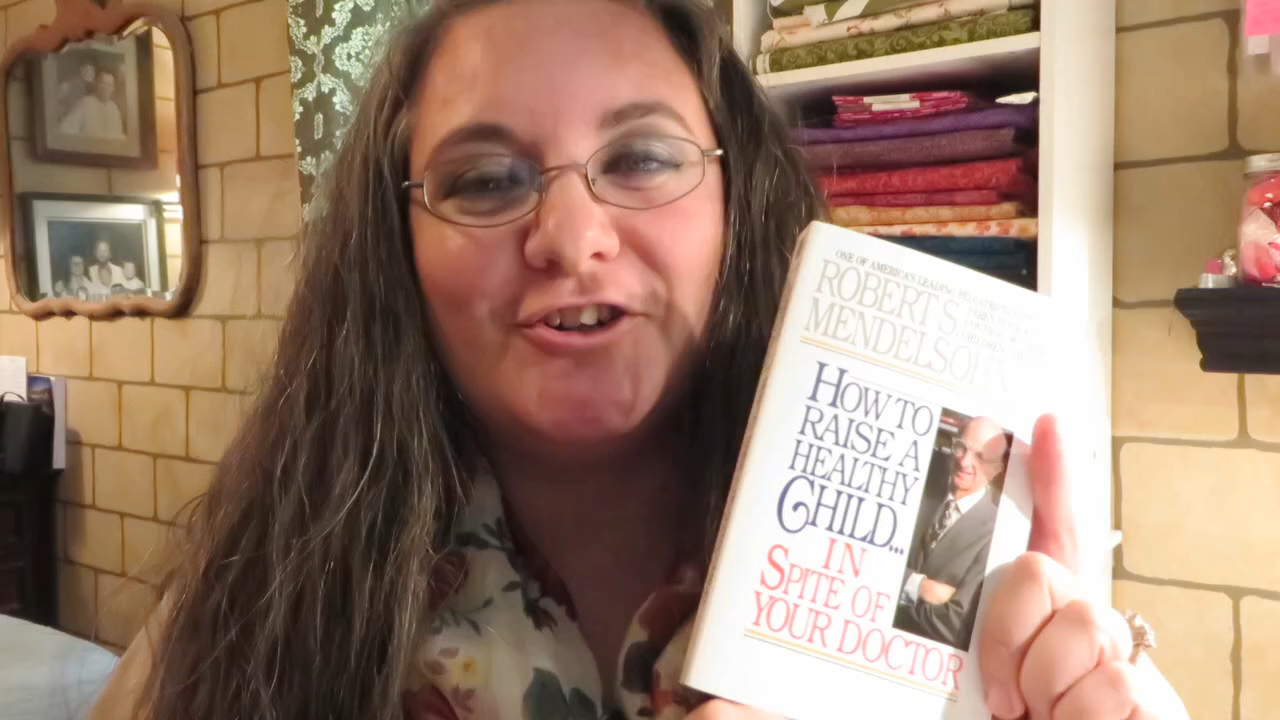 ONE OF AMERICA'S LEADING
ROBERT S.
MENDELSOHN
HOW TO
RAISE A
HEALTHY
CHILD...
IN
SPITE OF
YOUR DOCTOR